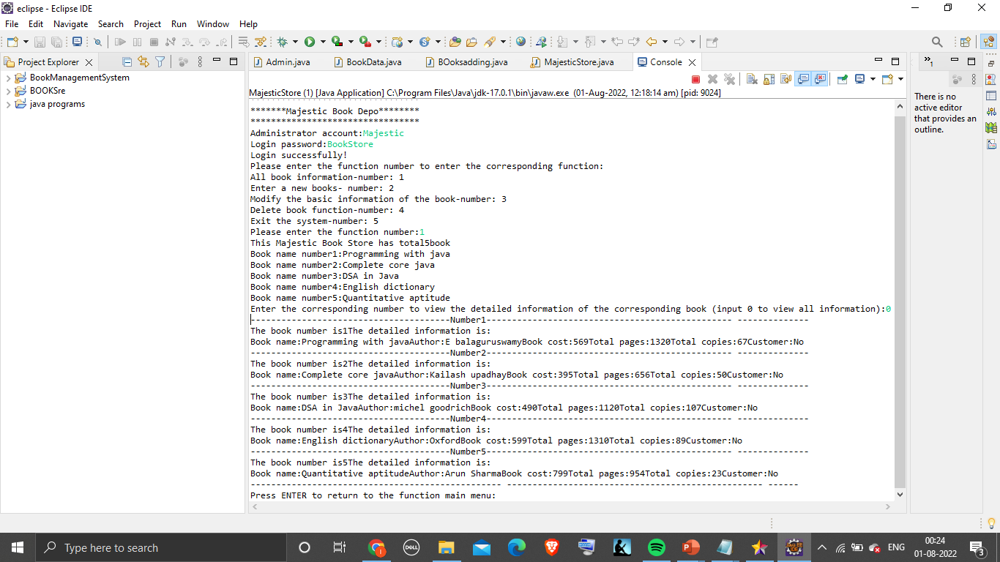 eclipse - Eclipse IDE
File Edit Navigate Search Project Run Window Help
Project Explorer
Admin.java BookData.java BOoksadding.java MajesticStore.java Console
1
BookManagementSystem
BOOKSre
java programs
MajesticStore (1) [Java Application] C:\Program Files\Java\jdk-17.0.1\bin\javaw.exe (01-Aug-2022, 12:18:14 am) [pid: 9024]
There is no
active editor
that provides an
outline.
*******Majestic Book Depo********
*********************************
Administrator account:Majestic
Login password:BookStore
Login successfully!
Please enter the function number to enter the corresponding function:
All book information-number: 1
Enter a new books- number: 2
Modify the basic information of the book-number: 3
Delete book function-number: 4
Exit the system-number: 5
Please enter the function number:1
This Majestic Book Store has total5book
Book name number1:Programming with java
Book name number2:Complete core java
Book name number3:DSA in Java
Book name number4:English dictionary
Book name number5:Quantitative aptitude
Enter the corresponding number to view the detailed information of the corresponding book (input 0 to view all information):0
---------------------------------------Number1------------------------------------------------ --------------
The book number is1The detailed information is:
Book name:Programming with javaAuthor:E balaguruswamyBook cost:569Total pages:1320Total copies:67Customer:No
---------------------------------------Number2------------------------------------------------ --------------
The book number is2The detailed information is:
Book name:Complete core javaAuthor:Kailash upadhayBook cost:395Total pages:656Total copies:50Customer:No
---------------------------------------Number3------------------------------------------------ --------------
The book number is3The detailed information is:
Book name:DSA in JavaAuthor:michel goodrichBook cost:490Total pages:1120Total copies:107Customer:No
---------------------------------------Number4------------------------------------------------ --------------
The book number is4The detailed information is:
Book name:English dictionaryAuthor:OxfordBook cost:599Total pages:1310Total copies:89Customer:No
---------------------------------------Number5------------------------------------------------ --------------
The book number is5The detailed information is:
Book name:Quantitative aptitudeAuthor:Arun SharmaBook cost:799Total pages:954Total copies:23Customer:No
------------------------------------------------- -------------------------------------------------- ------
Press ENTER to return to the function main menu:
Type here to search
DELL
ENG
00:24
01-08-2022
3